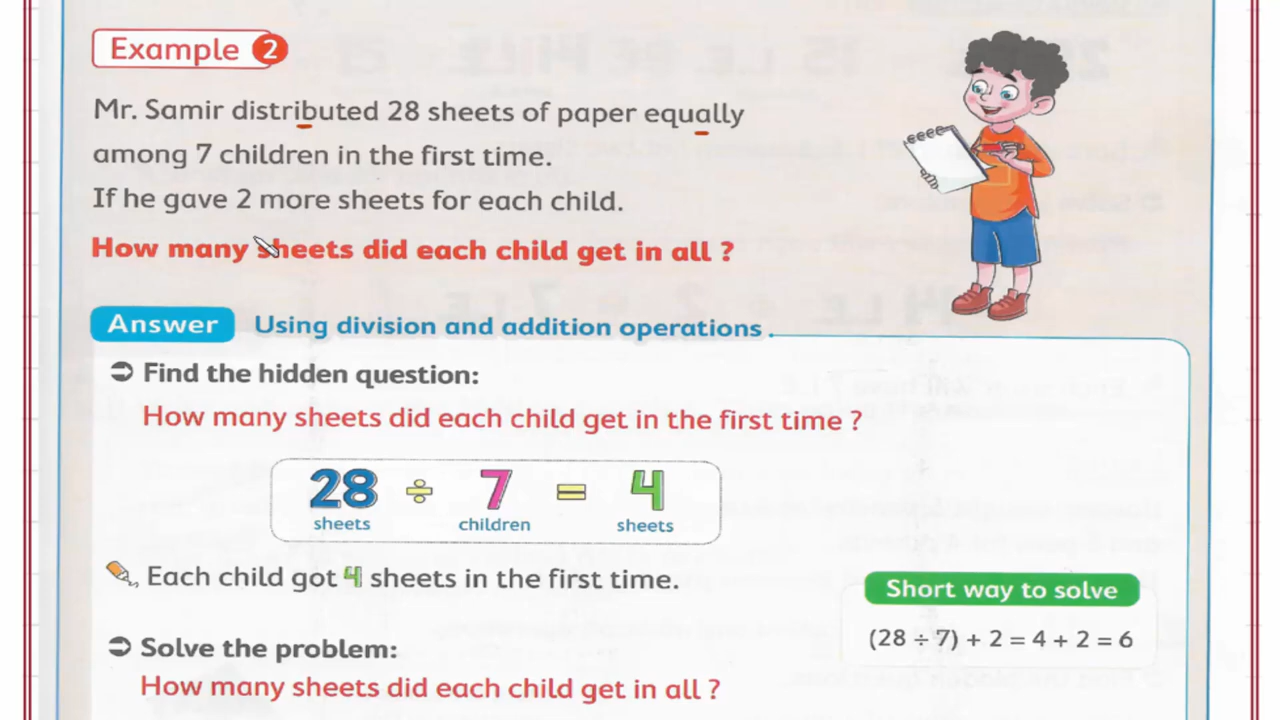 Example 2
Mr. Samir distributed 28 sheets of paper equally
among 7 children in the first time.
If he gave 2 more sheets for each child.
How many sheets did each child get in all ?
Answer Using division and addition operations .
Find the hidden question:
How many sheets did each child get in the first time ?
28 ÷ 7 = 4
sheets children sheets
Each child got 4 sheets in the first time.
Short way to solve
(28 ÷ 7) + 2 = 4 + 2 = 6
Solve the problem:
How many sheets did each child get in all ?